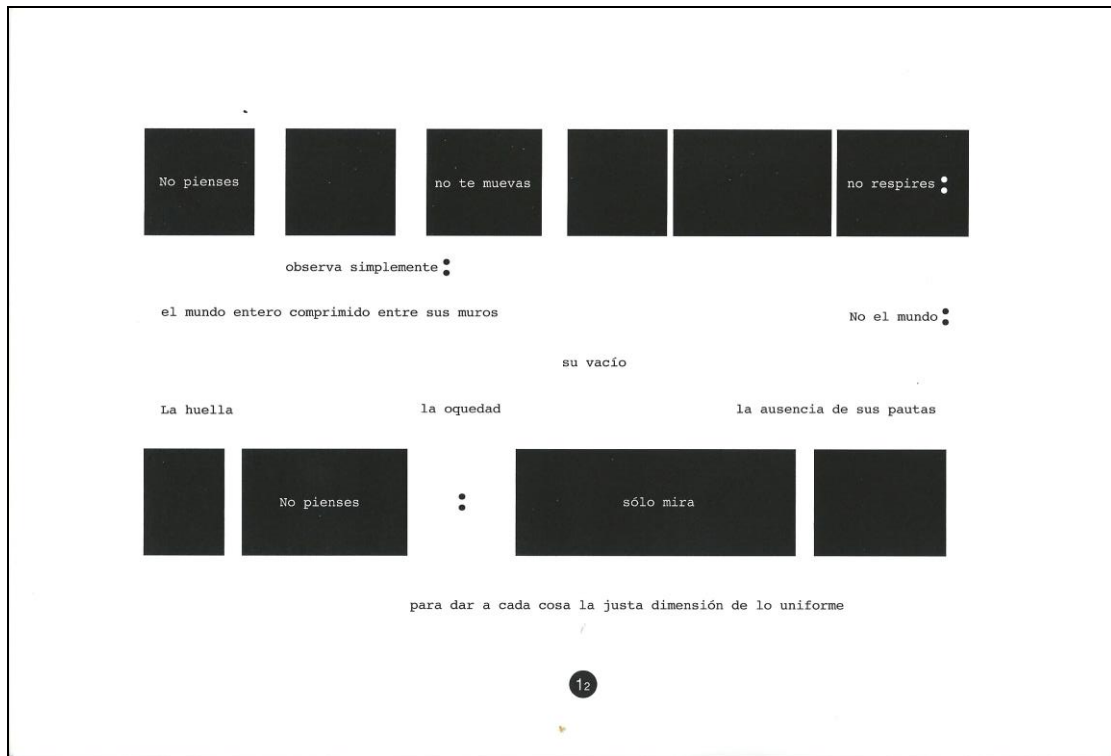 No pienses no te muevas no respires:
observa simplemente:
el mundo entero comprimido entre sus muros
No el mundo:
su vacío
La huella la oquedad la ausencia de sus pautas
No pienses : sólo mira
para dar a cada cosa la justa dimensión de lo uniforme
12